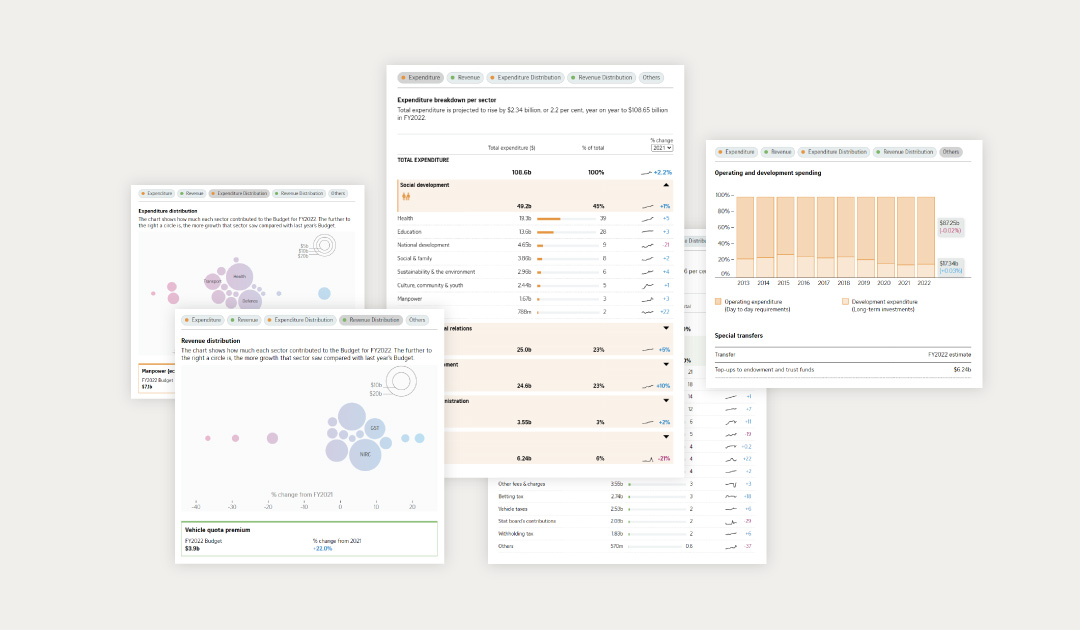 Expenditure
Revenue
Expenditure Distribution
Revenue Distribution
Others
Expenditure breakdown per sector
Total expenditure is projected to rise by $2.34 billion, or 2.2 per cent, year on year to $108.65 billion
in FY2022.
% change
Total expenditure ($)
% of total
2021
TOTAL EXPENDITURE
108.6b
100%
+2.2%
Social development
49.2b
45%
+1%
Health
19.3b
39
+5
Education
13.6b
28
+3
National development
4.65b
9
-21
Social & family
3.86b
8
+2
Sustainability & the environment
2.96b
6
+4
Culture, community & youth
2.44b
5
+1
Manpower
1.67b
3
+3
788m
2
+22
al relations
25.0b
23%
+5%
24.6b
23%
+10%
nistration
3.55b
3%
+2%
6.24b
6%
-21%
Expenditure
Revenue
Expenditure Distribution
Revenue Distribution
Others
Operating and development spending
100%
80%
60%
40%
20%
0%
2013
2014
2015
2016
2017
2018
2019
2020
2021
2022
$87.25b
(-0.02%)
$17.34b
(+0.03%)
Operating expenditure
(Day to day requirements)
Development expenditure
(Long-term investments)
Special transfers
Transfer
FY2022 estimate
Top-ups to endowment and trust funds
$6.24b
Expenditure
Revenue
Expenditure Distribution
Revenue Distribution
Others
Expenditure distribution
The chart shows how much each sector contributed to the Budget for FY2022. The further to
the right a circle is, the more growth that sector saw compared with last year's Budget.
$20b
Health
Transport
Defence
FY2022 Budget
Expenditure
Revenue
Expenditure Distribution
Revenue Distribution
Others
Revenue distribution
The chart shows how much each sector contributed to the Budget for FY2022. The further to
the right a circle is, the more growth that sector saw compared with last year's Budget.
$10b
$20b
GST
% change from FY2021
-40
-30
-20
-10
0
10
20
Vehicle quota premium
FY2022 Budget
% change from 2021
$3.9b
+22.0%
21
18
14
+1
12
+7
6
+11
5
-19
4
+0.2
4
+22
4
+2
Other fees & charges
3.55b
3
+3
Betting tax
2.74b
3
+18
Vehicle taxes
2.53b
2
+6
Stat board's contributions
2
-29
Withholding tax
1.83b
2
+6
Others
570m
0.6
-37